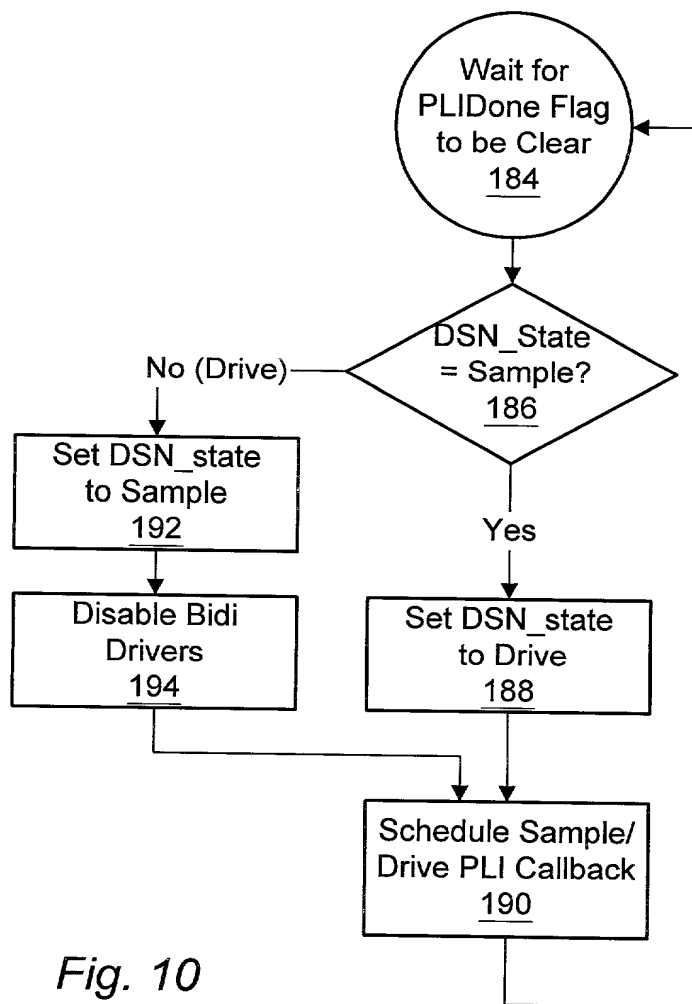 Wait for
PLIDone Flag
to be Clear
184
DSN_State
= Sample?
186
No (Drive)
Yes
Set DSN_state
to Sample
192
Disable Bidi
Drivers
194
Set DSN_state
to Drive
188
Schedule Sample/
Drive PLI Callback
190
Fig. 10